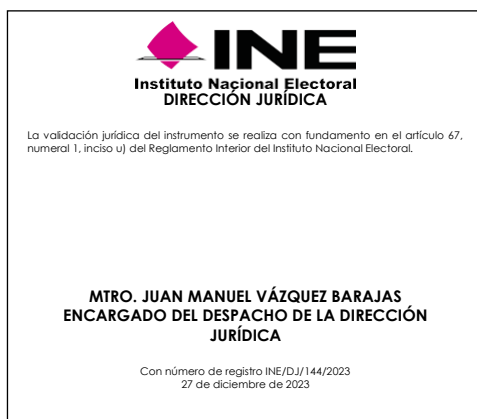 INE
Instituto Nacional Electoral
DIRECCIÓN JURÍDICA
La validación jurídica del instrumento se realiza con fundamento en el artículo 67,
numeral 1, inciso u) del Reglamento Interior del Instituto Nacional Electoral.
MTRO. JUAN MANUEL VÁZQUEZ BARAJAS
ENCARGADO DEL DESPACHO DE LA DIRECCIÓN
JURÍDICA
Con número de registro INE/DJ/144/2023
27 de diciembre de 2023